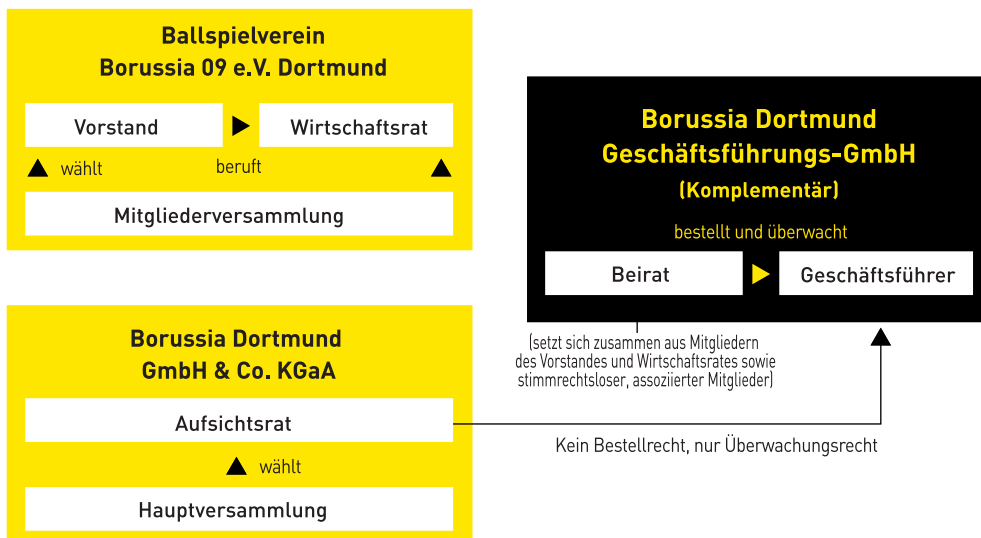 Ballspielverein
Borussia 09 e.V. Dortmund
Vorstand
Wirtschaftsrat
wählt
beruft
Mitgliederversammlung
Borussia Dortmund
Geschäftsführungs-GmbH
(Komplementär)
bestellt und überwacht
Beirat
Geschäftsführer
(setzt sich zusammen aus Mitgliedern
des Vorstandes und Wirtschaftsrates sowie
stimmrechtsloser, assoziierter Mitglieder)
Borussia Dortmund
GmbH & Co. KGaA
Aufsichtsrat
wählt
Hauptversammlung
Kein Bestellrecht, nur Überwachungsrecht